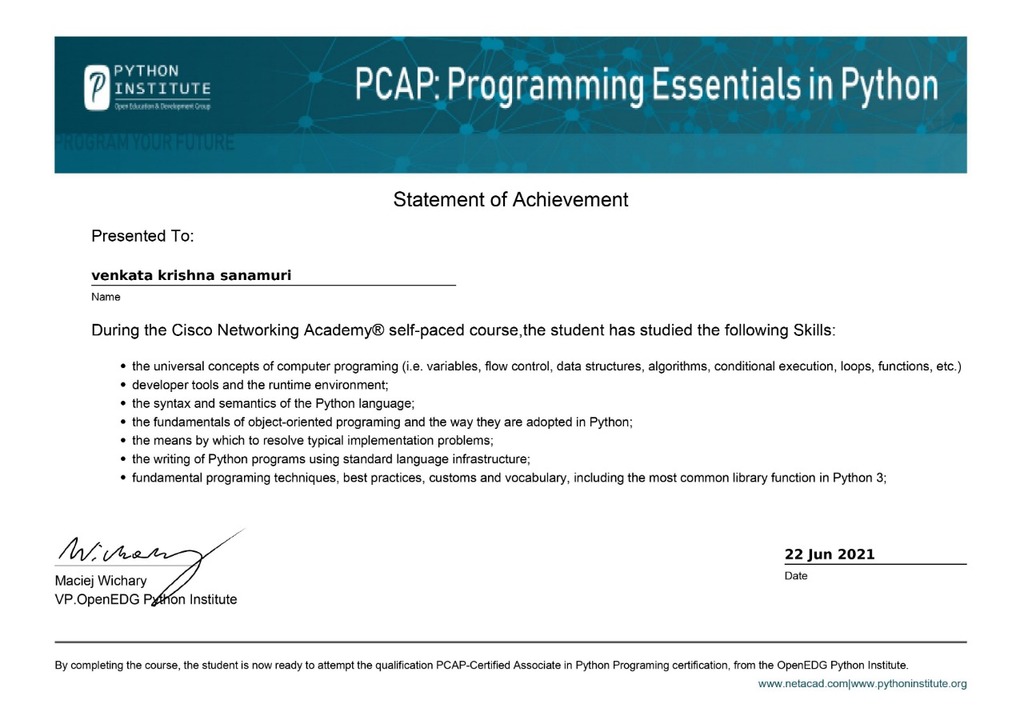 PYTHON
INSTITUTE
Open Education & Development Group
PCAP: Programming Essentials in Python
PROGRAM YOUR FUTURE
Statement of Achievement
Presented To:
venkata krishna sanamuri
Name
During the Cisco Networking Academy® self-paced course,the student has studied the following Skills:
• the universal concepts of computer programing (i.e. variables, flow control, data structures, algorithms, conditional execution, loops, functions, etc.)
• developer tools and the runtime environment;
• the syntax and semantics of the Python language;
• the fundamentals of object-oriented programing and the way they are adopted in Python;
• the means by which to resolve typical implementation problems;
• the writing of Python programs using standard language infrastructure;
• fundamental programing techniques, best practices, customs and vocabulary, including the most common library function in Python 3;
W. Wichary
Maciej Wichary
VP.OpenEDG Python Institute
22 Jun 2021
Date
By completing the course, the student is now ready to attempt the qualification PCAP-Certified Associate in Python Programing certification, from the OpenEDG Python Institute.
www.netacad.com|www.pythoninstitute.org